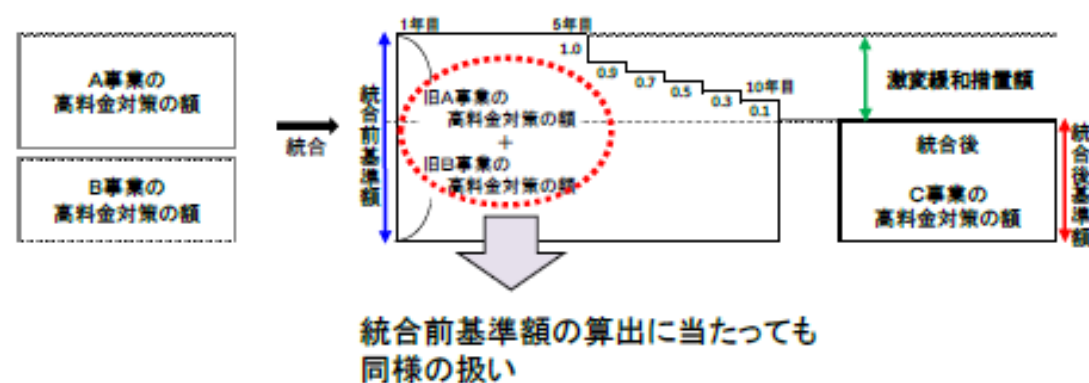 A事業の
高料金対策の額
B事業の
高料金対策の額
統合
統合前基準額
1年目
5年目
1.0
0.9
0.7
0.5
0.3
10年目
0.1
旧A事業の
高料金対策の額
+
旧B事業の
高料金対策の額
激変緩和措置額
統合後
C事業の
高料金対策の額
統合後基準額
統合前基準額の算出に当たっても
同様の扱い